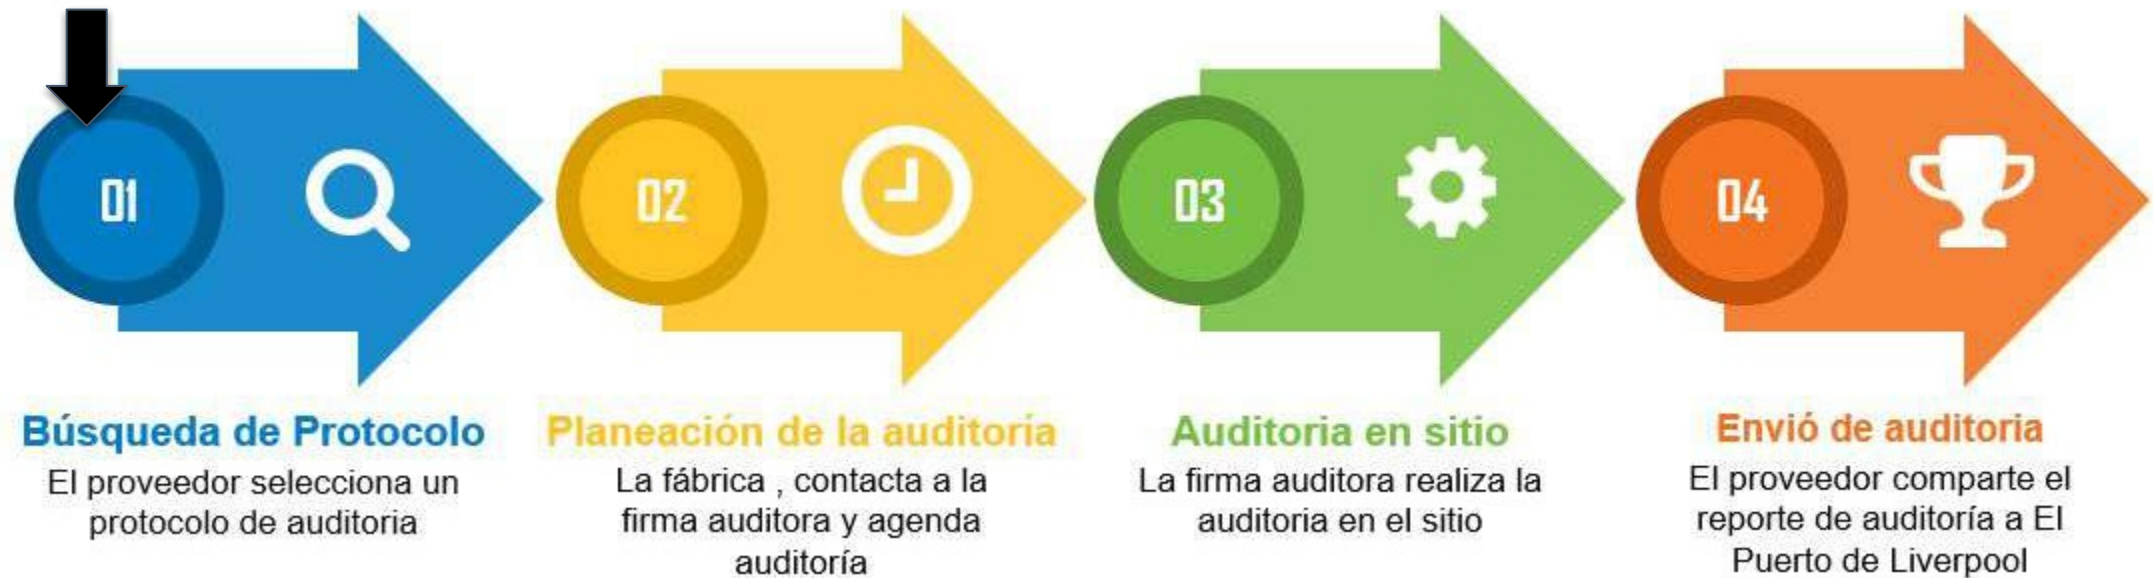 01
Búsqueda de Protocolo
El proveedor selecciona un
protocolo de auditoria
02
Planeación de la auditoría
La fábrica , contacta a la
firma auditora y agenda
auditoría
03
Auditoria en sitio
La firma auditora realiza la
auditoria en el sitio
04
Envió de auditoria
El proveedor comparte el
reporte de auditoría a El
Puerto de Liverpool